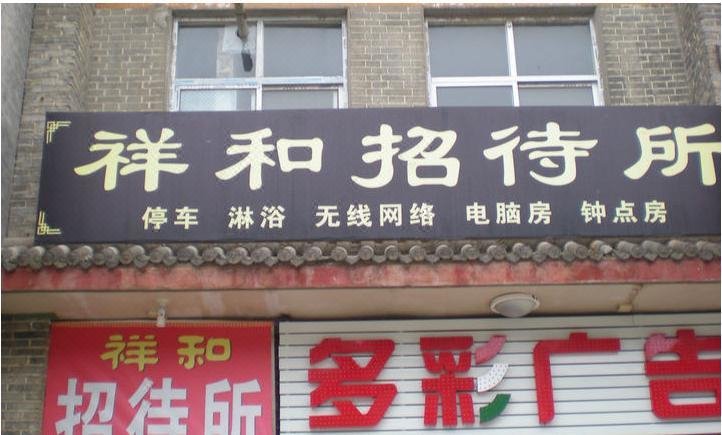 祥和招待所
停车 淋浴 无线网络 电脑房 钟点房
祥和
招待所
多彩广告